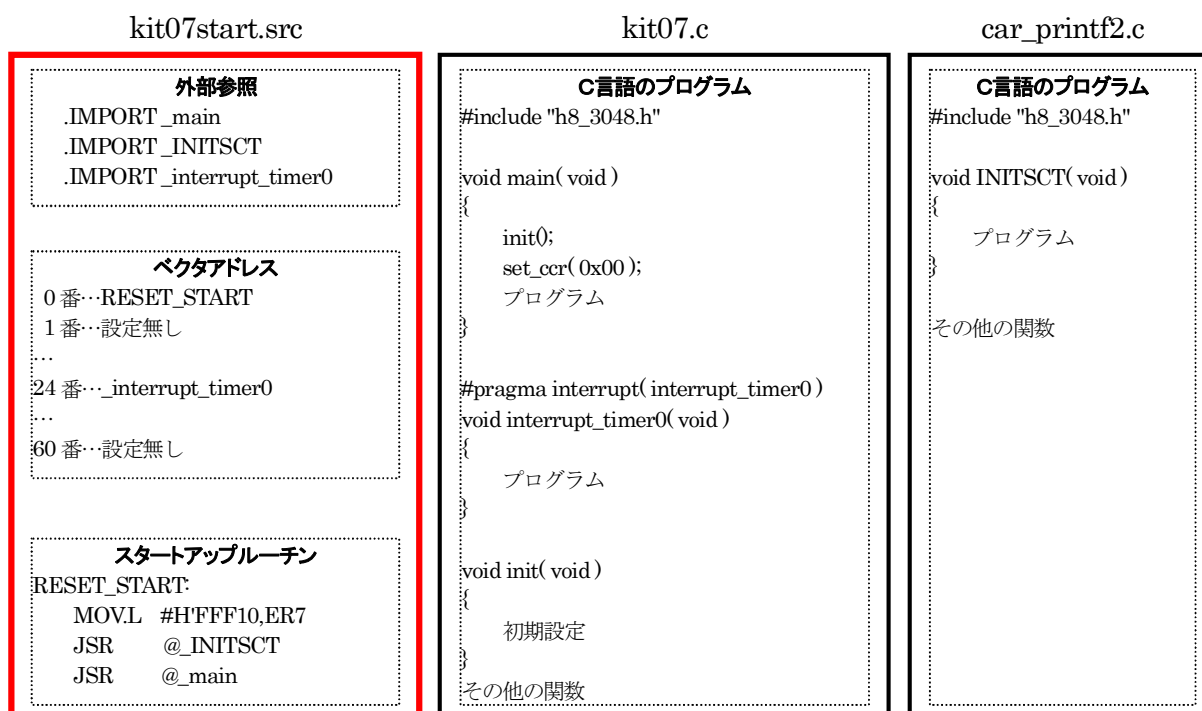 kit07start.src
外部参照
.IMPORT _main
.IMPORT _INITSCT
.IMPORT _interrupt_timer0
ベクタアドレス
0番…RESET_START
1番…設定無し
…
24番…_interrupt_timer0
…
60番…設定無し
スタートアップルーチン
RESET_START:
MOV.L #H'FFF10,ER7
JSR @_INITSCT
JSR @_main
kit07.c
C言語のプログラム
#include "h8_3048.h"
void main( void )
{
init();
set_ccr( 0x00 );
プログラム
}
#pragma interrupt( interrupt_timer0 )
void interrupt_timer0( void )
{
プログラム
}
void init( void )
{
初期設定
}
その他の関数
car_printf2.c
C言語のプログラム
#include "h8_3048.h"
void INITSCT( void )
{
プログラム
}
その他の関数